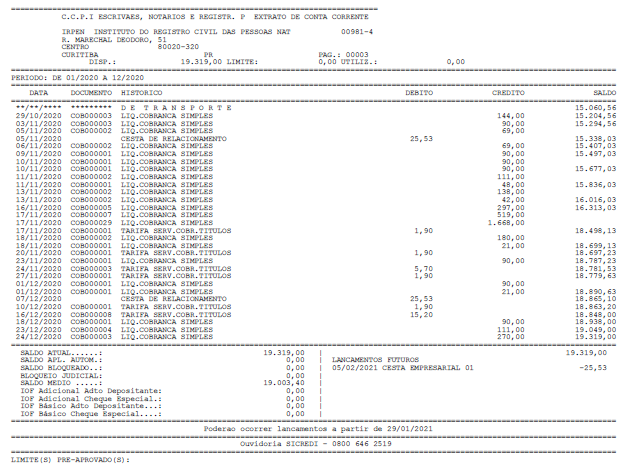 C.C.P.I ESCRIVAES, NOTARIOS E REGISTR. P EXTRATO DE CONTA CORRENTE
IRPEN INSTITUTO DO REGISTRO CIVIL DAS PESSOAS NAT 00981-4
R. MARECHAL DEODORO, 51
CENTRO 80020-320
CURITIBA PR PAG.: 00003
DISP.: 19.319,00 LIMITE: 0,00 UTILIZ.: 0,00
PERIODO: DE 01/2020 A 12/2020
DATA DOCUMENTO HISTORICO DEBITO CREDITO SALDO
**/**/**** ********* D E T R A N S P O R T E 15.060,56
29/10/2020 COB000003 LIQ.COBRANCA SIMPLES 144,00 15.204,56
03/11/2020 COB000003 LIQ.COBRANCA SIMPLES 90,00 15.294,56
05/11/2020 COB000002 LIQ.COBRANCA SIMPLES 69,00
05/11/2020 CESTA DE RELACIONAMENTO 25,53 15.338,03
06/11/2020 COB000002 LIQ.COBRANCA SIMPLES 69,00 15.407,03
09/11/2020 COB000001 LIQ.COBRANCA SIMPLES 90,00 15.497,03
10/11/2020 COB000001 LIQ.COBRANCA SIMPLES 90,00
10/11/2020 COB000001 LIQ.COBRANCA SIMPLES 90,00 15.677,03
11/11/2020 COB000002 LIQ.COBRANCA SIMPLES 111,00
11/11/2020 COB000001 LIQ.COBRANCA SIMPLES 48,00 15.836,03
13/11/2020 COB000002 LIQ.COBRANCA SIMPLES 138,00
13/11/2020 COB000002 LIQ.COBRANCA SIMPLES 42,00 16.016,03
16/11/2020 COB000005 LIQ.COBRANCA SIMPLES 297,00 16.313,03
17/11/2020 COB000007 LIQ.COBRANCA SIMPLES 519,00
17/11/2020 COB000029 LIQ.COBRANCA SIMPLES 1.668,00
17/11/2020 COB000001 TARIFA SERV.COBR.TITULOS 1,90 18.498,13
18/11/2020 COB000002 LIQ.COBRANCA SIMPLES 180,00
18/11/2020 COB000001 LIQ.COBRANCA SIMPLES 21,00 18.699,13
20/11/2020 COB000001 TARIFA SERV.COBR.TITULOS 1,90 18.697,23
23/11/2020 COB000001 LIQ.COBRANCA SIMPLES 90,00 18.787,23
24/11/2020 COB000003 TARIFA SERV.COBR.TITULOS 5,70 18.781,53
27/11/2020 COB000001 TARIFA SERV.COBR.TITULOS 1,90 18.779,63
01/12/2020 COB000001 LIQ.COBRANCA SIMPLES 90,00
01/12/2020 COB000001 LIQ.COBRANCA SIMPLES 21,00 18.890,63
07/12/2020 CESTA DE RELACIONAMENTO 25,53 18.865,10
10/12/2020 COB000001 TARIFA SERV.COBR.TITULOS 1,90 18.863,20
16/12/2020 COB000008 TARIFA SERV.COBR.TITULOS 15,20 18.848,00
18/12/2020 COB000001 LIQ.COBRANCA SIMPLES 90,00 18.938,00
23/12/2020 COB000004 LIQ.COBRANCA SIMPLES 111,00 19.049,00
24/12/2020 COB000003 LIQ.COBRANCA SIMPLES 270,00 19.319,00
SALDO ATUAL......: 19.319,00 | 19.319,00
SALDO APL. AUTOM.: 0,00 | LANCAMENTOS FUTUROS
SALDO BLOQUEADO..: 0,00 | 05/02/2021 CESTA EMPRESARIAL 01 -25,53
BLOQUEIO JUDICIAL: 0,00 |
SALDO MEDIO .....: 19.003,40 |
IOF Adicional Adto Depositante: 0,00 |
IOF Adicional Cheque Especial.: 0,00 |
IOF Básico Adto Depositante...: 0,00 |
IOF Básico Cheque Especial....: 0,00 |
Poderao ocorrer lancamentos a partir de 29/01/2021
Ouvidoria SICREDI - 0800 646 2519
LIMITE(S) PRE-APROVADO(S):